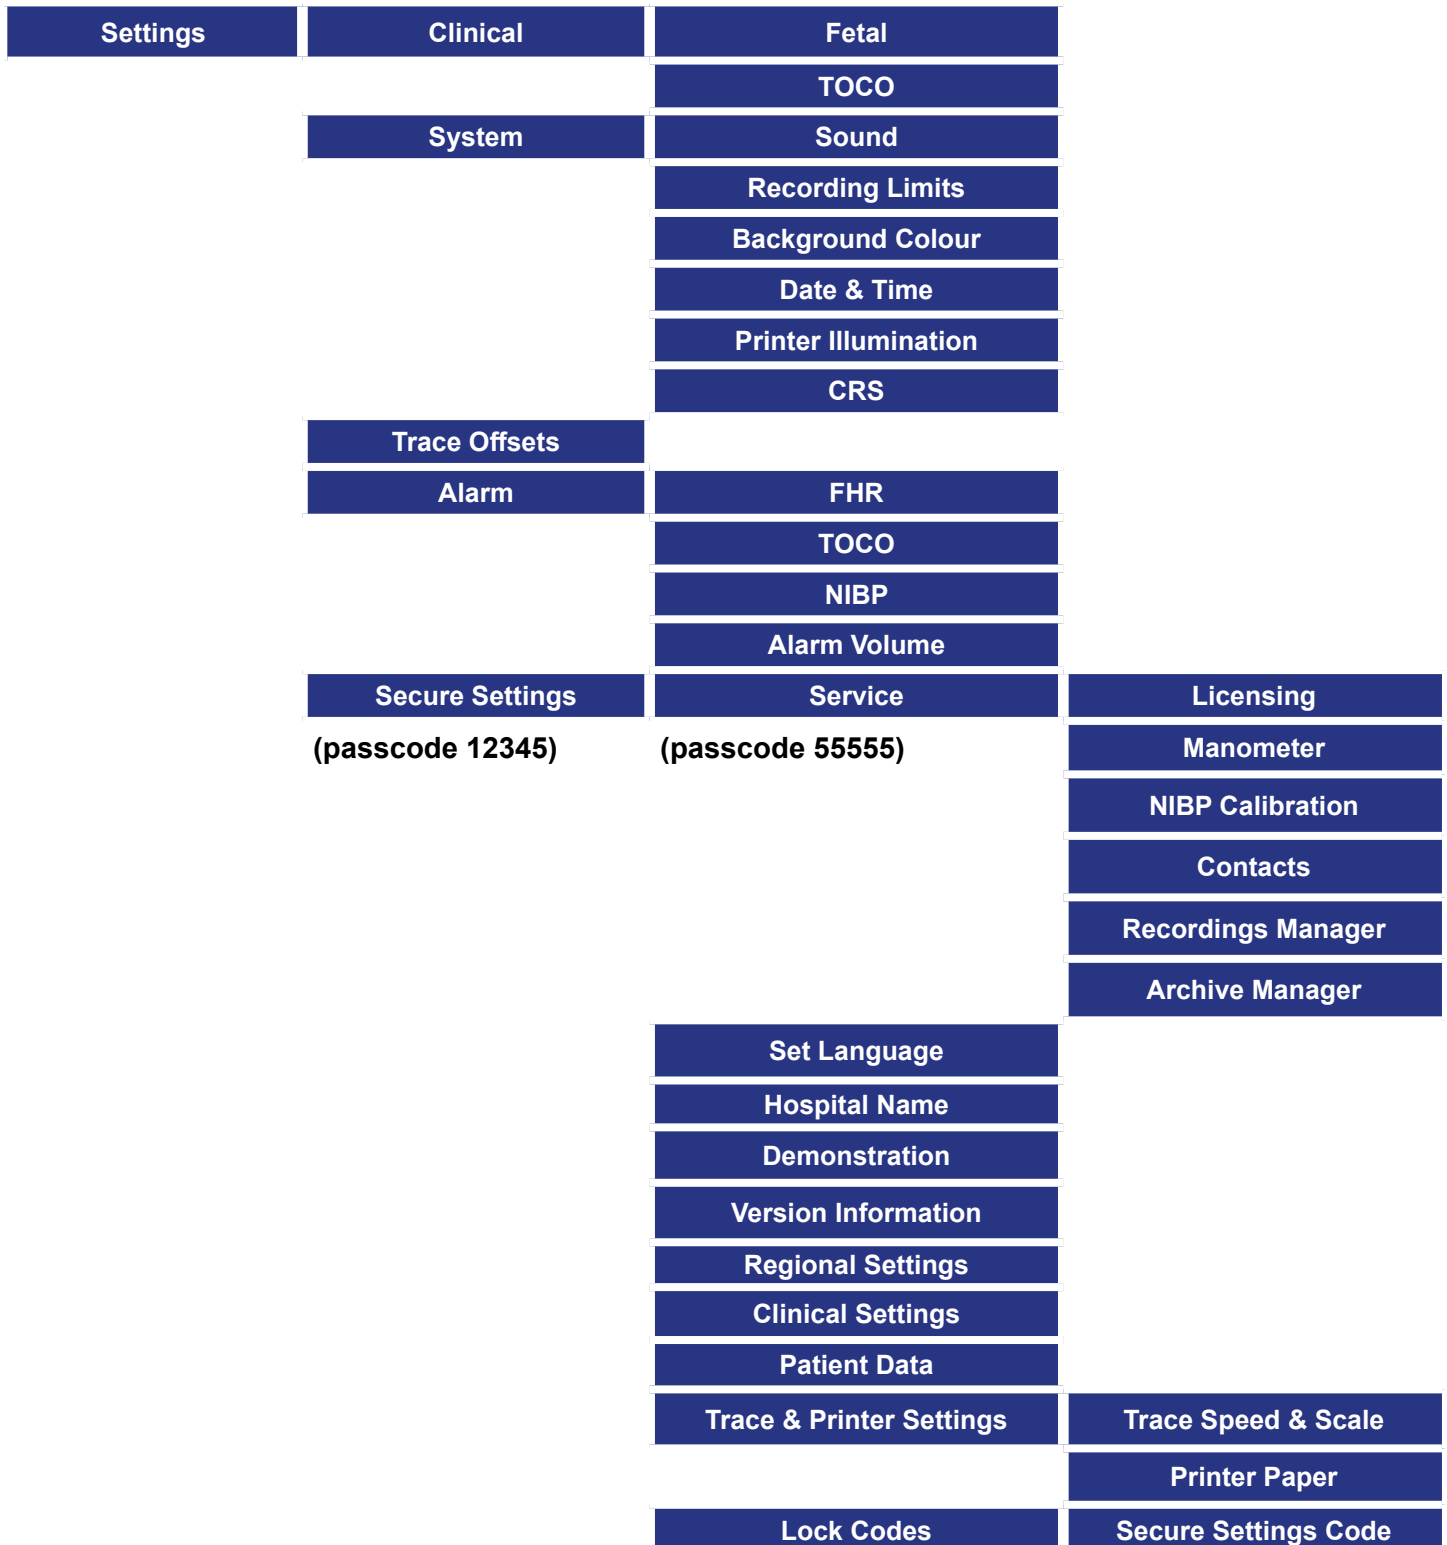 Settings Clinical Fetal
TOCO
System Sound
Recording Limits
Background Colour
Date & Time
Printer Illumination
CRS
Trace Offsets
Alarm FHR
TOCO
NIBP
Alarm Volume
Secure Settings Service Licensing
(passcode 12345) (passcode 55555) Manometer
NIBP Calibration
Contacts
Recordings Manager
Archive Manager
Set Language
Hospital Name
Demonstration
Version Information
Regional Settings
Clinical Settings
Patient Data
Trace & Printer Settings Trace Speed & Scale
Printer Paper
Lock Codes Secure Settings Code